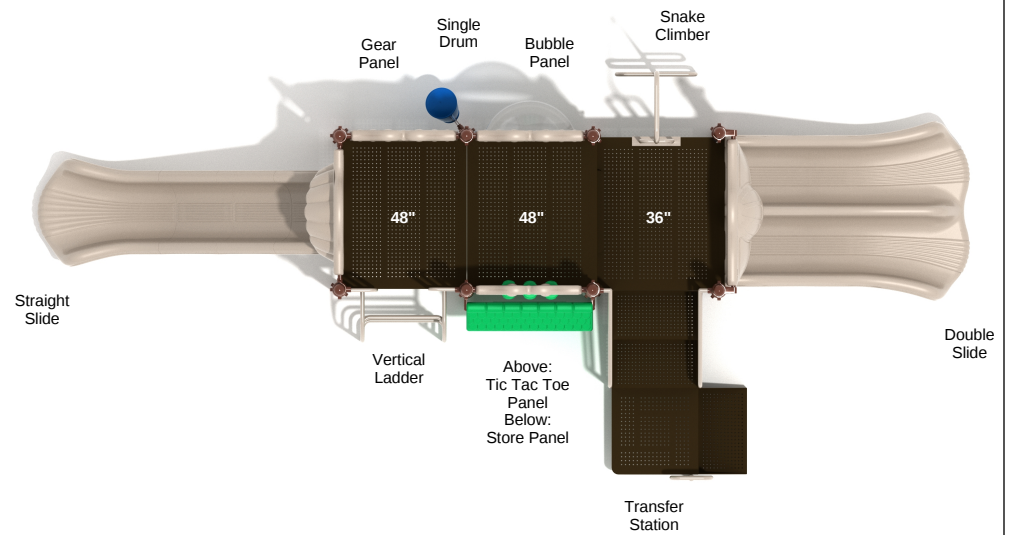 Single
Drum
Snake
Climber
Gear
Panel
Bubble
Panel
48"
48"
36"
Straight
Slide
Double
Slide
Vertical
Ladder
Above:
Tic Tac Toe
Panel
Below:
Store Panel
Transfer
Station